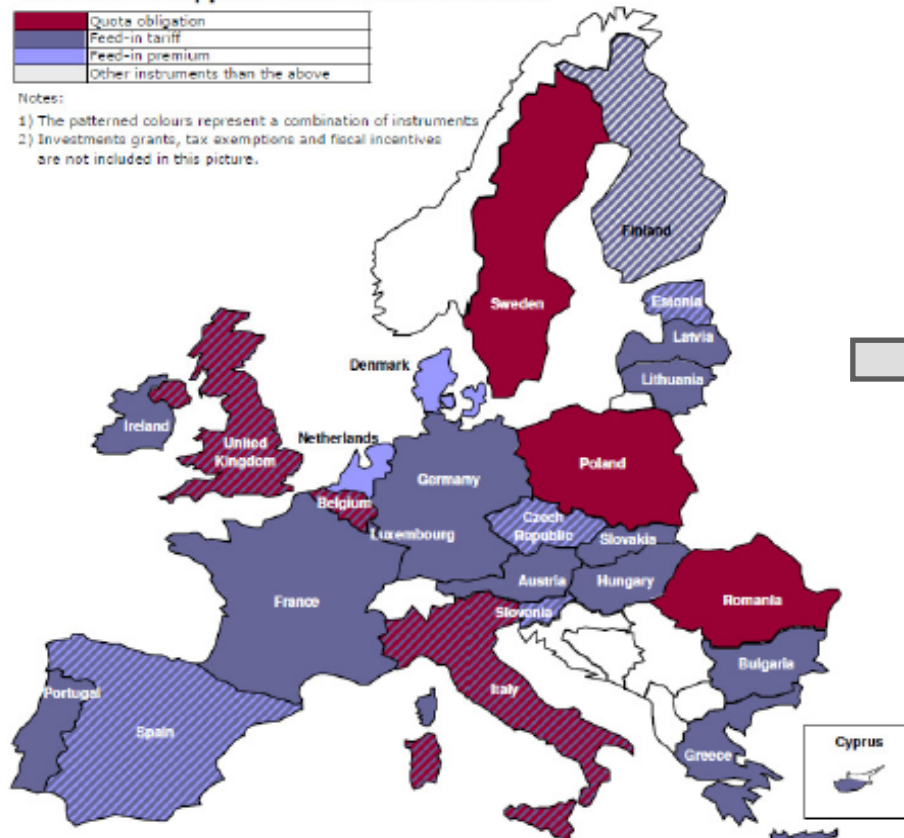 Quota obligation
Feed-in tariff
Feed-in premium
Other instruments than the above
Notes:
1) The patterned colours represent a combination of instruments
2) Investments grants, tax exemptions and fiscal incentives
are not included in this picture.
Finland
Sweden
Estonia
Latvia
Lithuania
Denmark
Ireland
United
Kingdom
Netherlands
Germany
Poland
Belgium
Luxembourg
Czech
Republic
Slovakia
Austria
Hungary
France
Slovenia
Romania
Italy
Bulgaria
Portugal
Spain
Greece
Cyprus